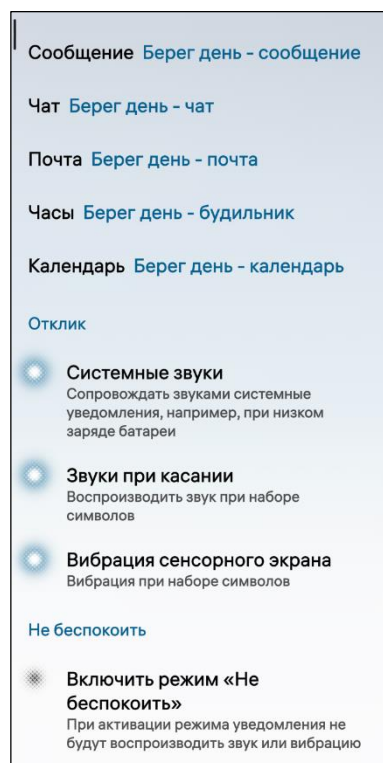 Сообщение Берег день - сообщение
Чат Берег день - чат
Почта Берег день - почта
Часы Берег день - будильник
Календарь Берег день - календарь
Отклик
Системные звуки
Сопровождать звуками системные
уведомления, например, при низком
заряде батареи
Звуки при касании
Воспроизводить звук при наборе
символов
Вибрация сенсорного экрана
Вибрация при наборе символов
Не беспокоить
Включить режим «Не
беспокоить»
При активации режима уведомления не
будут воспроизводить звук или вибрацию